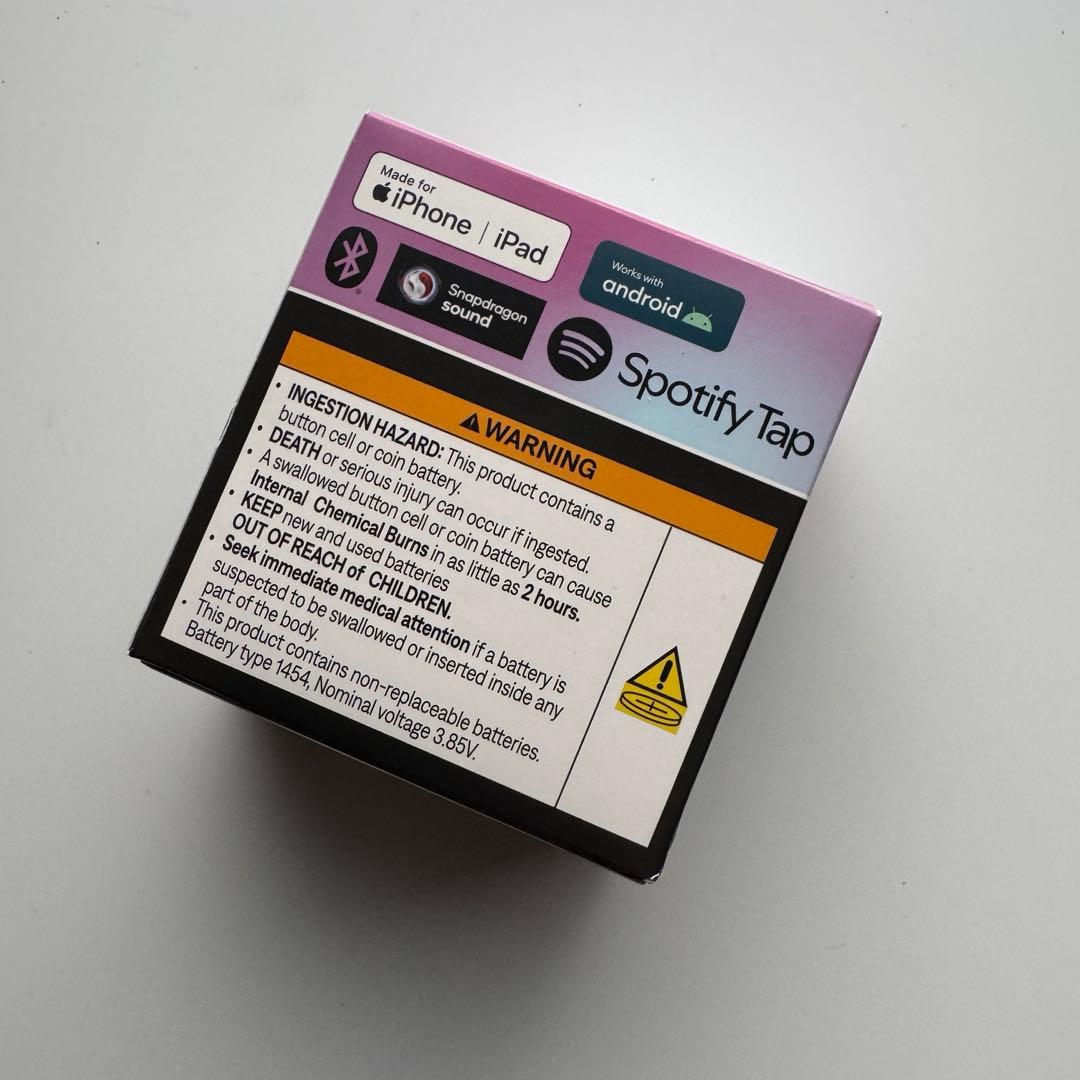 Made for
iPhone | iPad
Works with
android
Snapdragon
sound
Spotify Tap
WARNING
• INGESTION HAZARD: This product contains a
button cell or coin battery.
• DEATH or serious injury can occur if ingested.
• A swallowed button cell or coin battery can cause
Internal Chemical Burns in as little as 2 hours.
• KEEP new and used batteries
OUT OF REACH of CHILDREN.
• Seek immediate medical attention if a battery is
suspected to be swallowed or inserted inside any
part of the body.
• This product contains non-replaceable batteries.
Battery type 1454, Nominal voltage 3.85V.